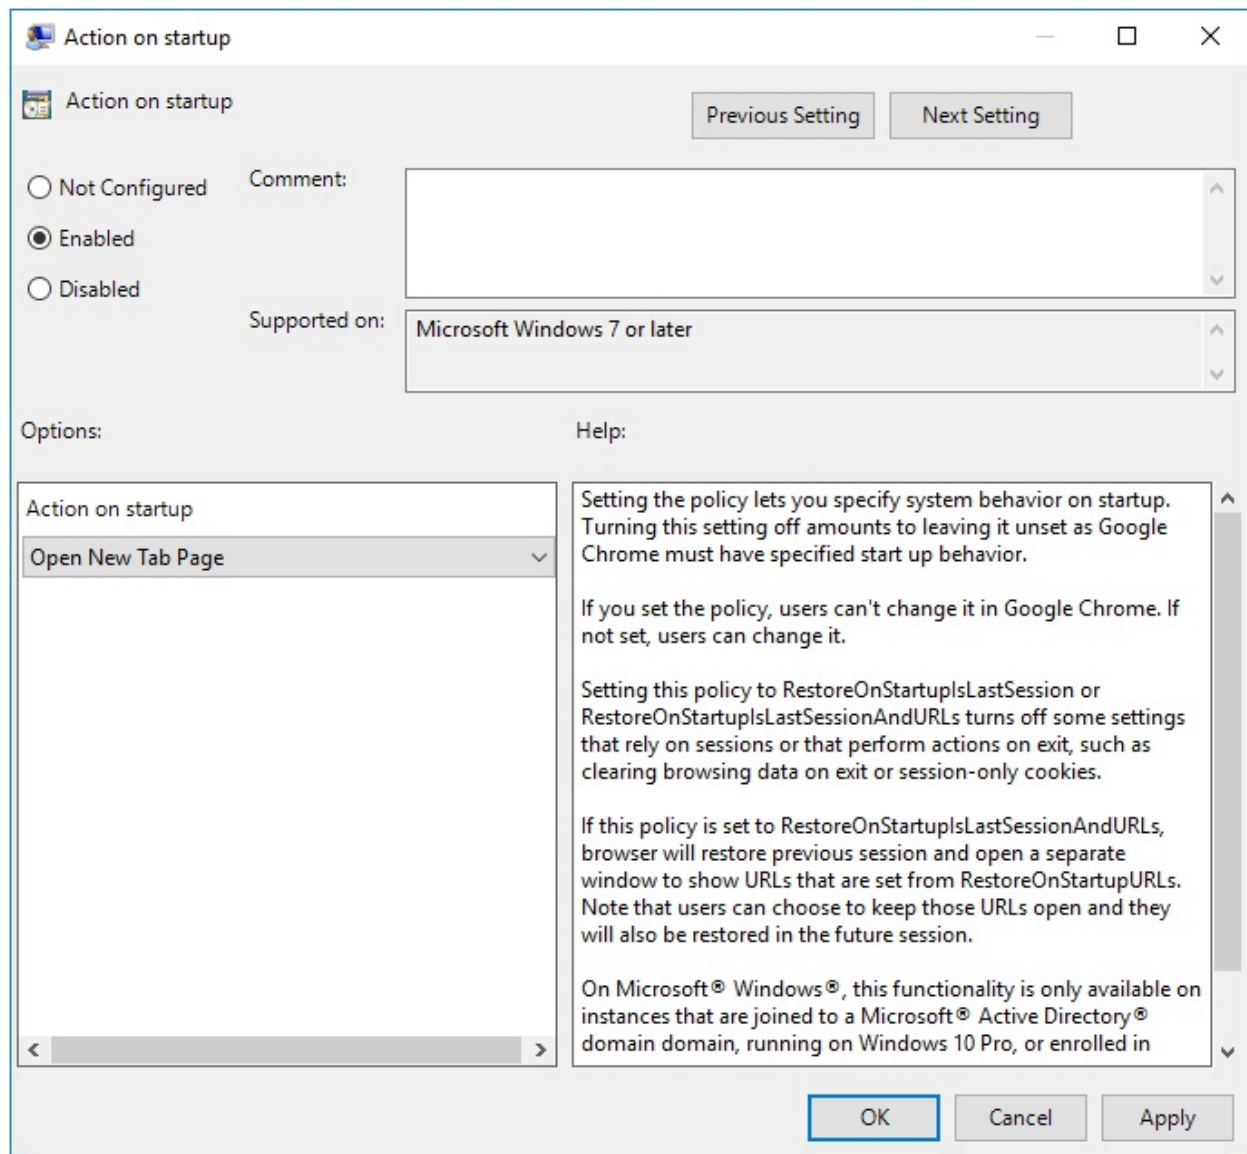 Action on startup
Action on startup
Previous Setting
Next Setting
Not Configured
Comment:
Enabled
Disabled
Supported on:
Microsoft Windows 7 or later
Options:
Help:
Action on startup
Open New Tab Page
Setting the policy lets you specify system behavior on startup.
Turning this setting off amounts to leaving it unset as Google
Chrome must have specified start up behavior.
If you set the policy, users can't change it in Google Chrome. If
not set, users can change it.
Setting this policy to RestoreOnStartupIsLastSession or
RestoreOnStartupIsLastSessionAndURLs turns off some settings
that rely on sessions or that perform actions on exit, such as
clearing browsing data on exit or session-only cookies.
If this policy is set to RestoreOnStartupIsLastSessionAndURLs,
browser will restore previous session and open a separate
window to show URLs that are set from RestoreOnStartupURLs.
Note that users can choose to keep those URLs open and they
will also be restored in the future session.
On Microsoft® Windows®, this functionality is only available on
instances that are joined to a Microsoft® Active Directory®
domain domain, running on Windows 10 Pro, or enrolled in
OK
Cancel
Apply